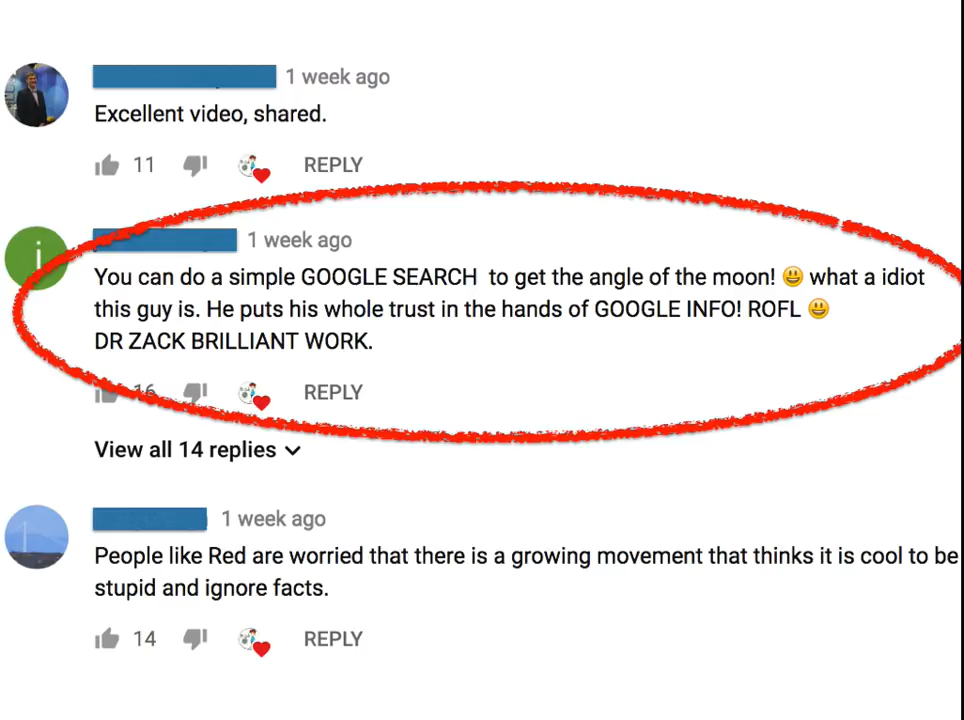 1 week ago
Excellent video, shared.
11 REPLY
i
1 week ago
You can do a simple GOOGLE SEARCH to get the angle of the moon! 😃 what a idiot
this guy is. He puts his whole trust in the hands of GOOGLE INFO! ROFL 😃
DR ZACK BRILLIANT WORK.
16 REPLY
View all 14 replies
1 week ago
People like Red are worried that there is a growing movement that thinks it is cool to be
stupid and ignore facts.
14 REPLY